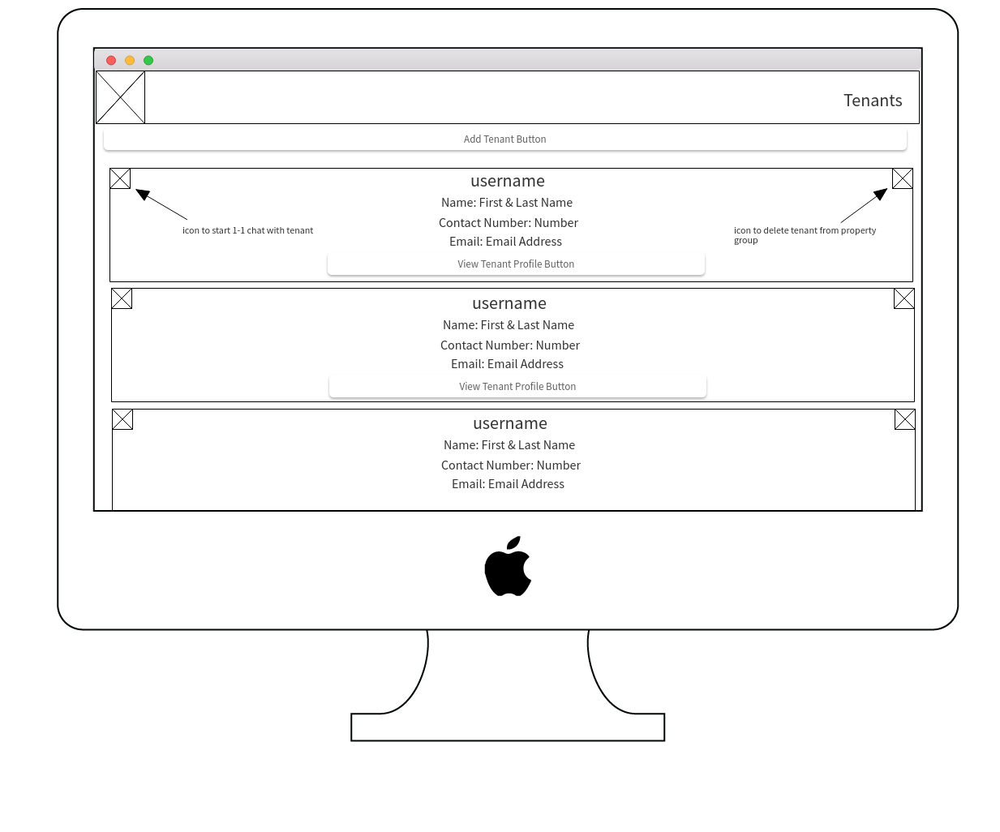 Tenants
Add Tenant Button
username
Name: First & Last Name
Contact Number: Number
Email: Email Address
icon to start 1-1 chat with tenant
icon to delete tenant from property
group
View Tenant Profile Button
username
Name: First & Last Name
Contact Number: Number
Email: Email Address
View Tenant Profile Button
username
Name: First & Last Name
Contact Number: Number
Email: Email Address